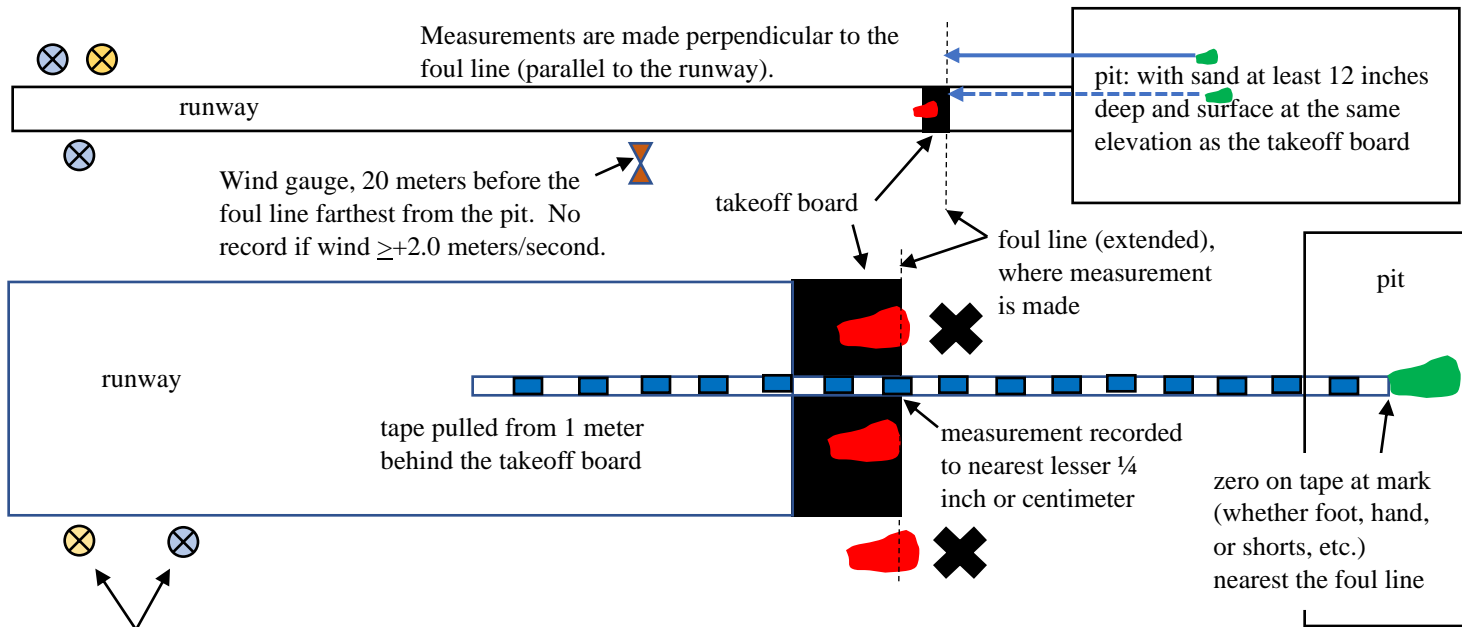 Measurements are made perpendicular to the
foul line (parallel to the runway).
runway
pit: with sand at least 12 inches
deep and surface at the same
elevation as the takeoff board
Wind gauge, 20 meters before the
foul line farthest from the pit.  No
record if wind ≥+2.0 meters/second.
takeoff board
foul line (extended),
where measurement
is made
pit
runway
tape pulled from 1 meter
behind the takeoff board
measurement recorded
to nearest lesser ¼
inch or centimeter
zero on tape at mark
(whether foot, hand,
or shorts, etc.)
nearest the foul line